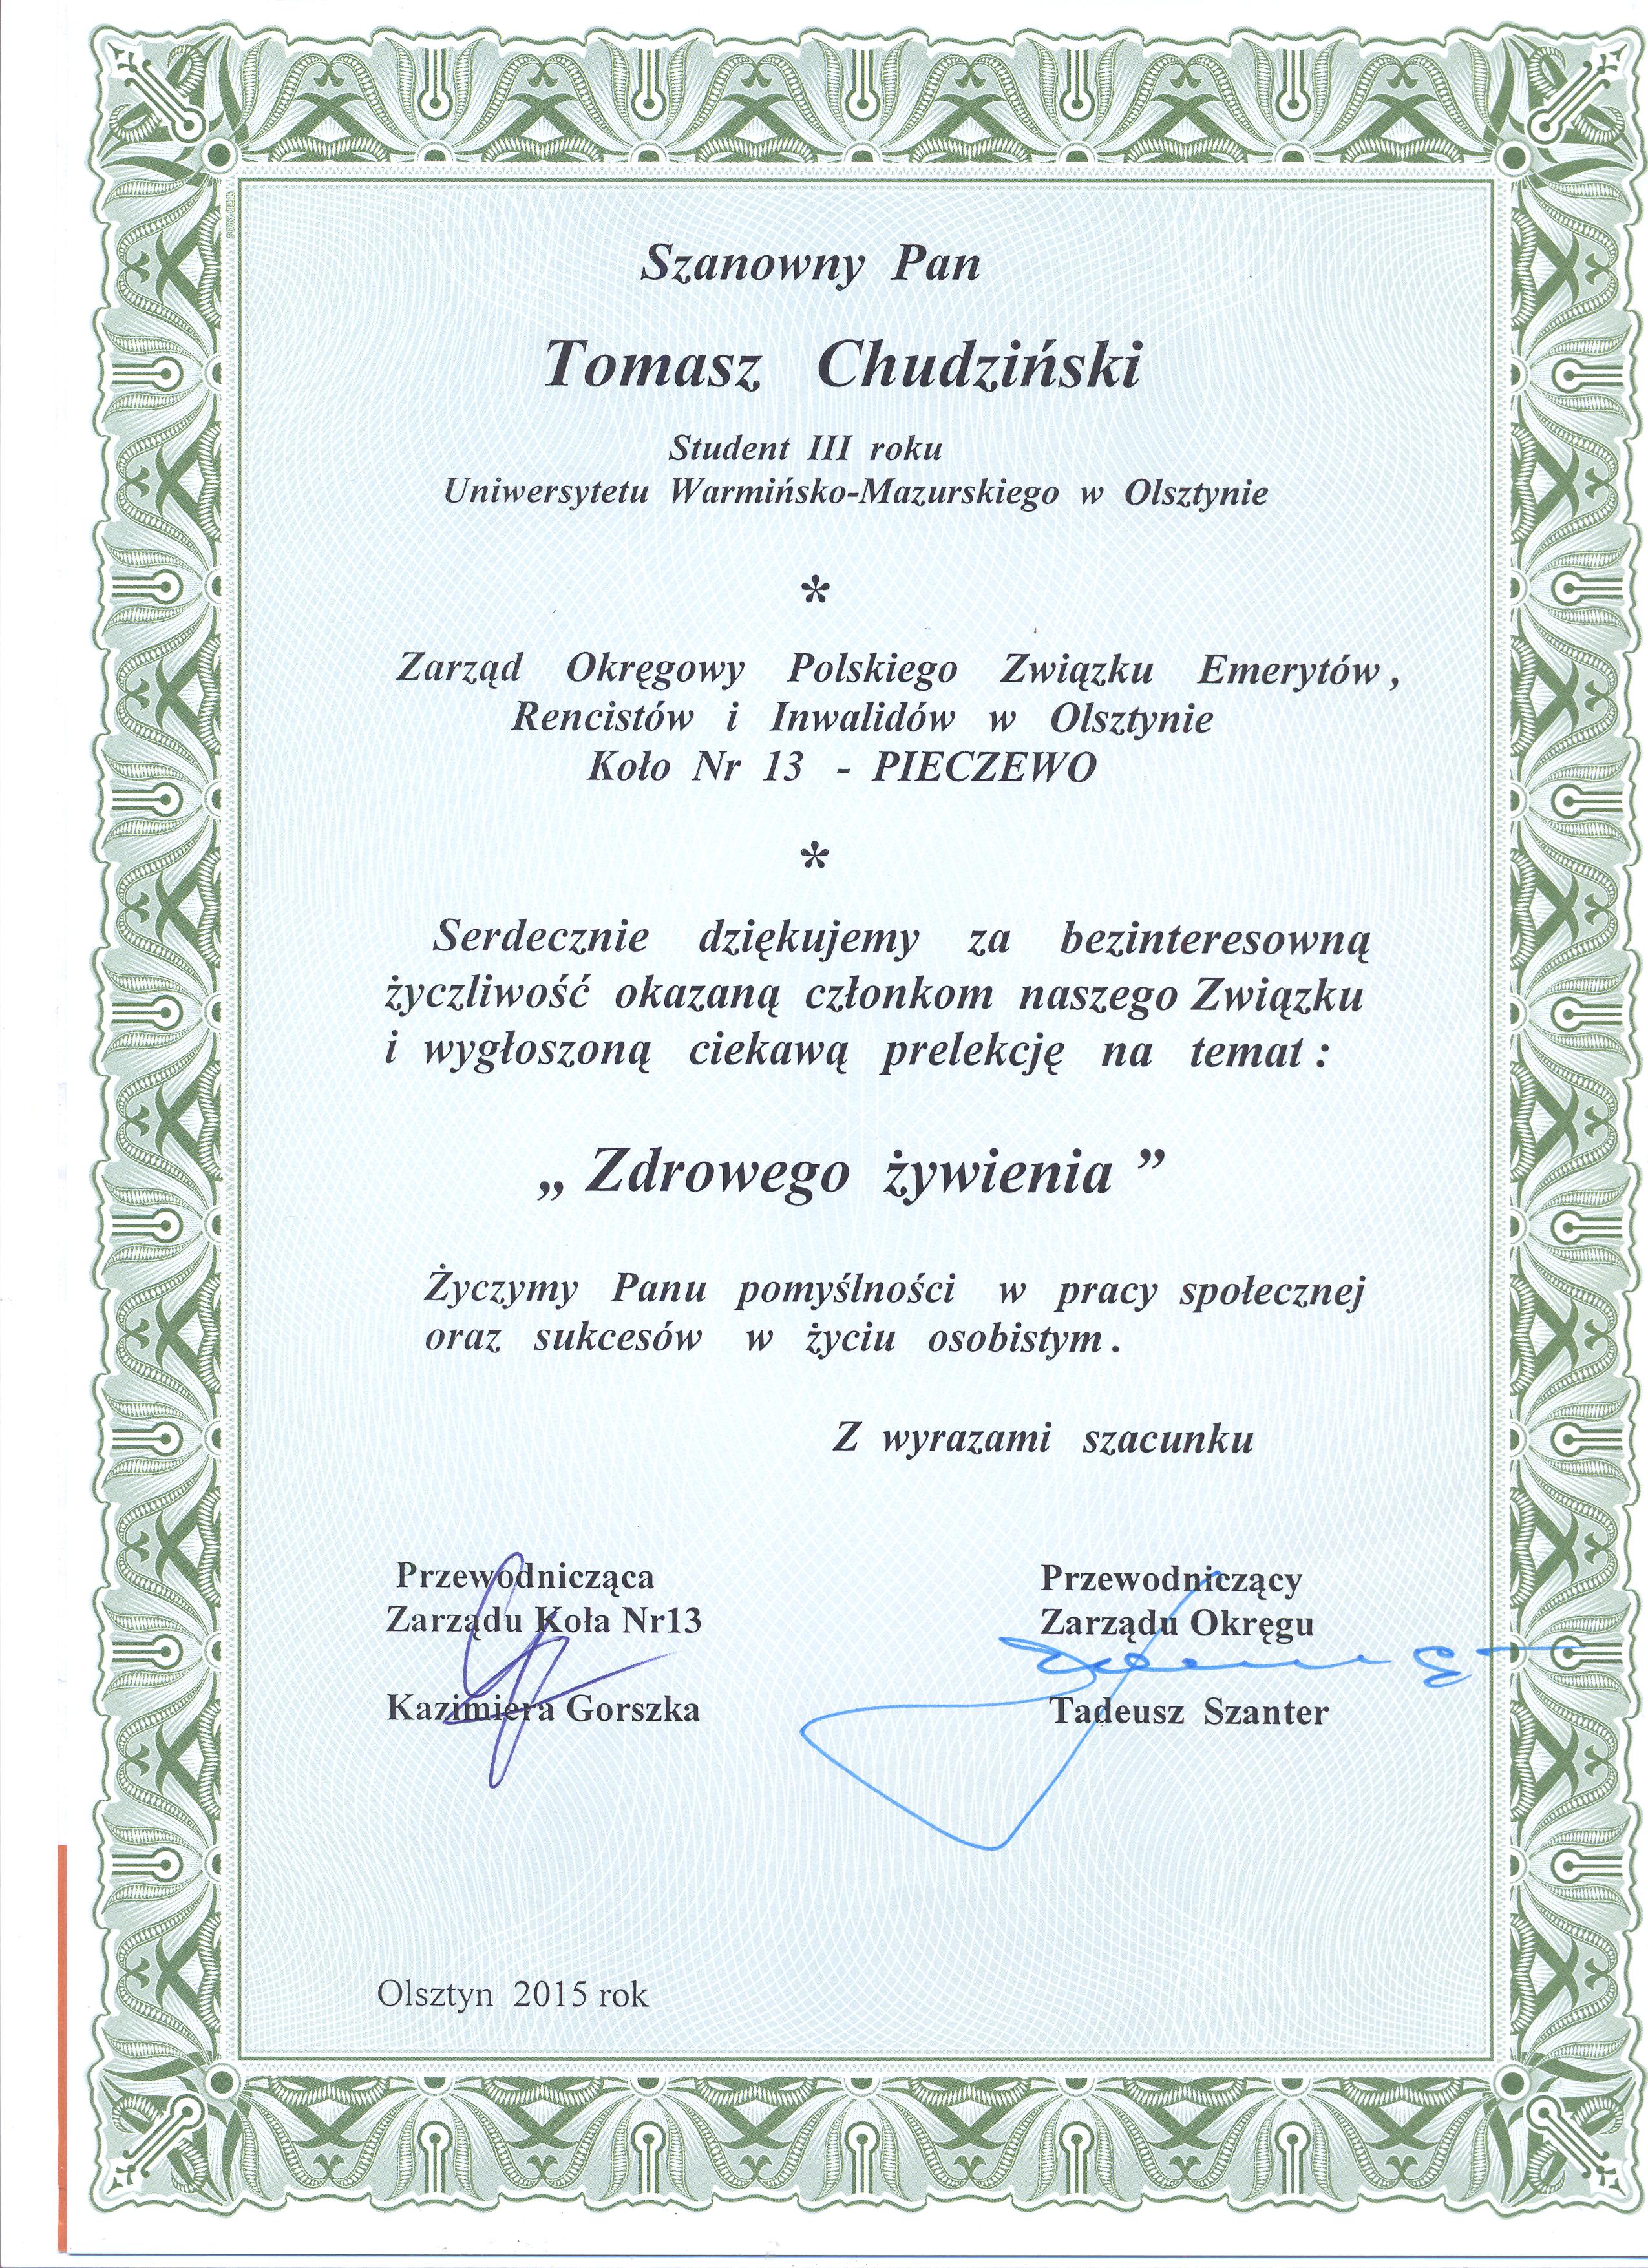 Szanowny Pan
Tomasz Chudziński
Student III roku
Uniwersytetu Warmińsko-Mazurskiego w Olsztynie
*
Zarząd Okręgowy Polskiego Związku Emerytów ,
Rencistów i Inwalidów w Olsztynie
Koło Nr 13 - PIECZEWO
*
Serdecznie dziękujemy za bezinteresowną
życzliwość okazaną członkom naszego Związku
i wygłoszoną ciekawą prelekcję na temat :
„ Zdrowego żywienia ”
Życzymy Panu pomyślności w pracy społecznej
oraz sukcesów w życiu osobistym .
Z wyrazami szacunku
Przewodnicząca
Zarządu Koła Nr13
Kazimiera Gorszka
Przewodniczący
Zarządu Okręgu
Tadeusz Szanter
Olsztyn 2015 rok